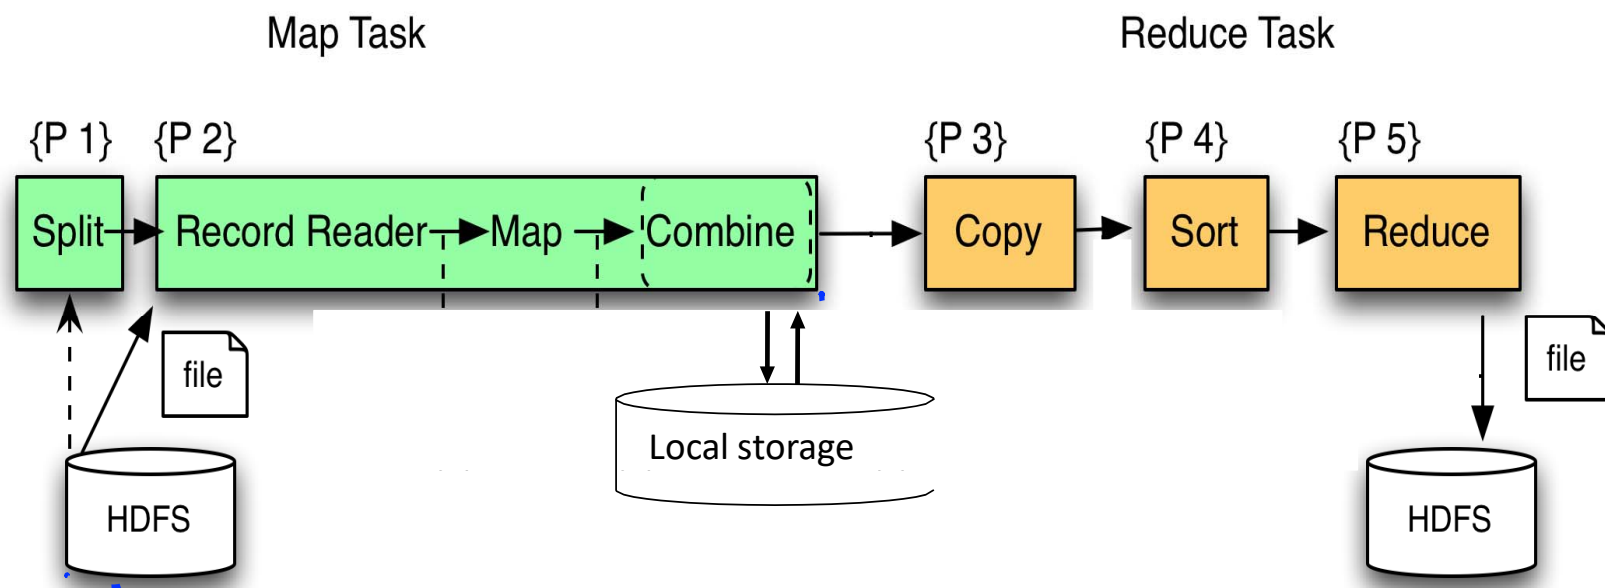 Map Task
Reduce Task
{P 1}
{P 2}
{P 3}
{P 4}
{P 5}
Split
Record Reader
Map
Combine
Copy
Sort
Reduce
file
file
Local storage
HDFS
HDFS